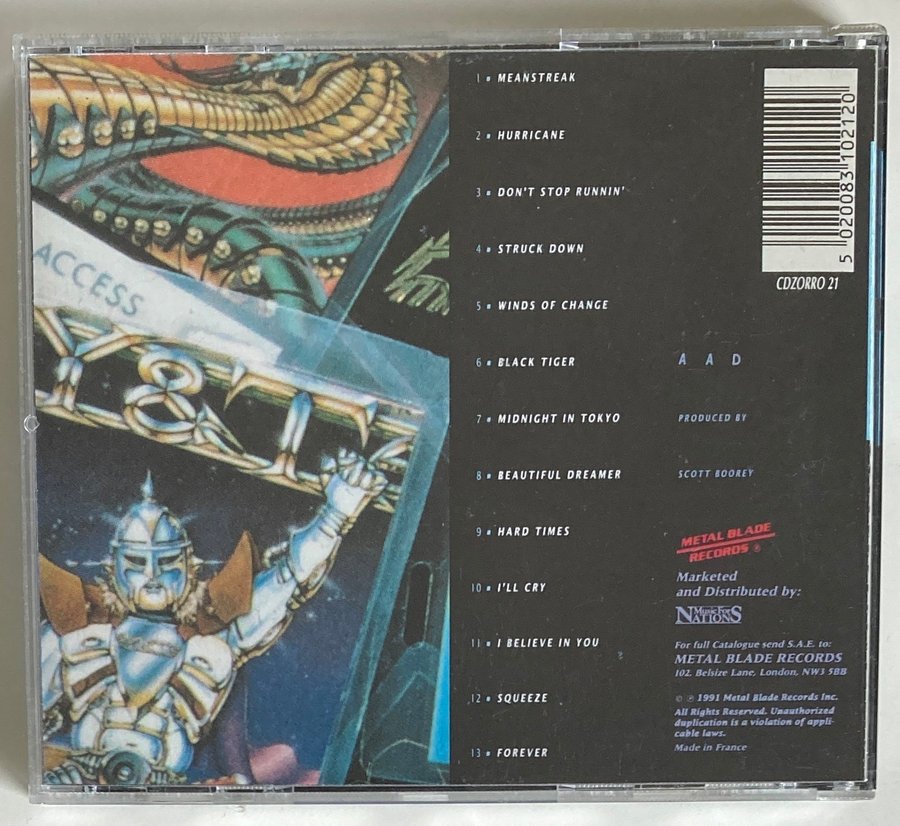 ACCESS
Y&T
1 MEANSTREAK
2 HURRICANE
3 DON'T STOP RUNNIN'
4 STRUCK DOWN
5 WINDS OF CHANGE
6 BLACK TIGER
7 MIDNIGHT IN TOKYO
8 BEAUTIFUL DREAMER
9 HARD TIMES
10 I'LL CRY
11 I BELIEVE IN YOU
12 SQUEEZE
13 FOREVER
5 020083 102120
CDZORRO 21
A A D
PRODUCED BY
SCOTT BOOREY
METAL BLADE
RECORDS ®
Marketed
and Distributed by:
Music For
NATIONS
For full Catalogue send S.A.E. to:
METAL BLADE RECORDS
102, Belsize Lane, London, NW3 5BB
© ℗ 1991 Metal Blade Records Inc.
All Rights Reserved. Unauthorized
duplication is a violation of appli-
cable laws.
Made in France